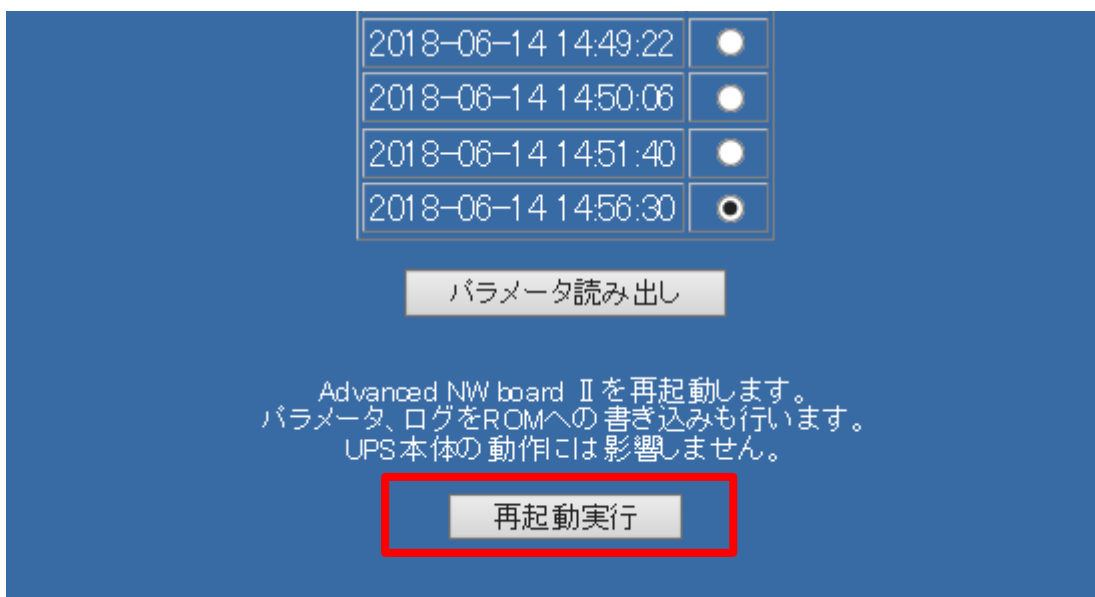 2018-06-14 14:49:22
2018-06-14 14:50:06
2018-06-14 14:51:40
2018-06-14 14:56:30
パラメータ読み出し
Advanced NW board Ⅱを再起動します。
パラメータ、ログをROMへの書き込みも行います。
UPS本体の動作には影響しません。
再起動実行